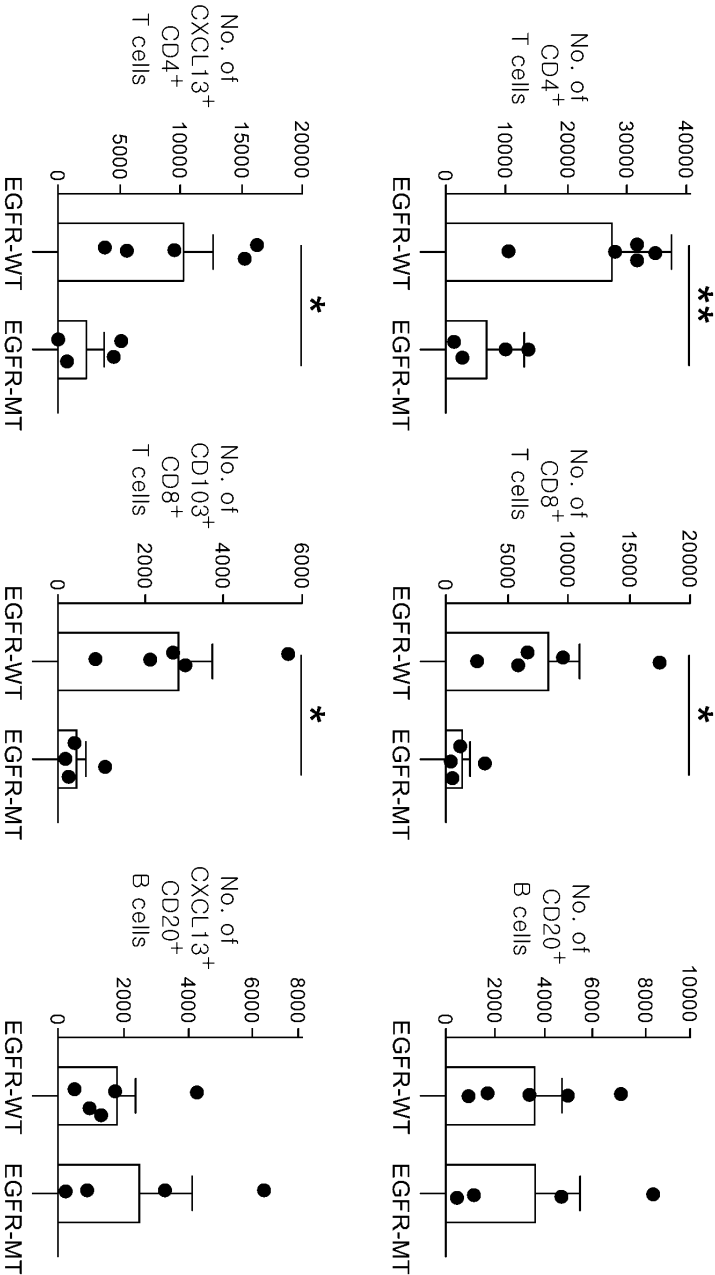 No. of
CD4⁺
T cells
**
40000
30000
20000
10000
0
EGFR-WT
EGFR-MT
No. of
CD8⁺
T cells
*
20000
15000
10000
5000
0
EGFR-WT
EGFR-MT
No. of
CD20⁺
B cells
10000
8000
6000
4000
2000
0
EGFR-WT
EGFR-MT
No. of
CXCL13⁺
CD4⁺
T cells
*
20000
15000
10000
5000
0
EGFR-WT
EGFR-MT
No. of
CD103⁺
CD8⁺
T cells
*
6000
4000
2000
0
EGFR-WT
EGFR-MT
No. of
CXCL13⁺
CD20⁺
B cells
8000
6000
4000
2000
0
EGFR-WT
EGFR-MT